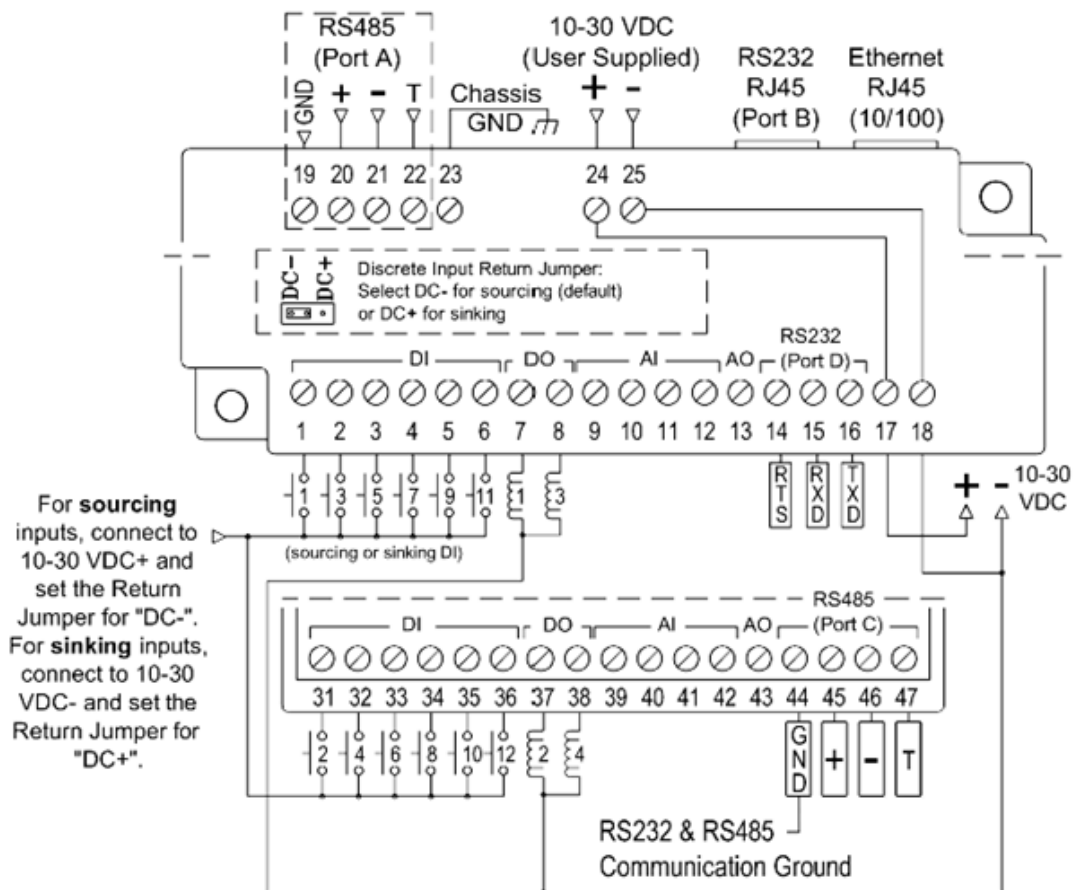 RS485
(Port A)
10-30 VDC
(User Supplied)
RS232
RJ45
(Port B)
Ethernet
RJ45
(10/100)
GND + - T
Chassis
GND
+ -
19 20 21 22 23 24 25
DC- DC+
Discrete Input Return Jumper:
Select DC- for sourcing (default)
or DC+ for sinking
RS232
(Port D)
DI DO AI AO
1 2 3 4 5 6 7 8 9 10 11 12 13 14 15 16 17 18
1 3 5 7 9 11 1 3
RTS RXD TXD
+ - 10-30
VDC
(sourcing or sinking DI)
For sourcing
inputs, connect to
10-30 VDC+ and
set the Return
Jumper for "DC-".
For sinking inputs,
connect to 10-30
VDC- and set the
Return Jumper for
"DC+".
RS485
(Port C)
DI DO AI AO
31 32 33 34 35 36 37 38 39 40 41 42 43 44 45 46 47
2 4 6 8 10 12 2 4
GND + - T
RS232 & RS485
Communication Ground